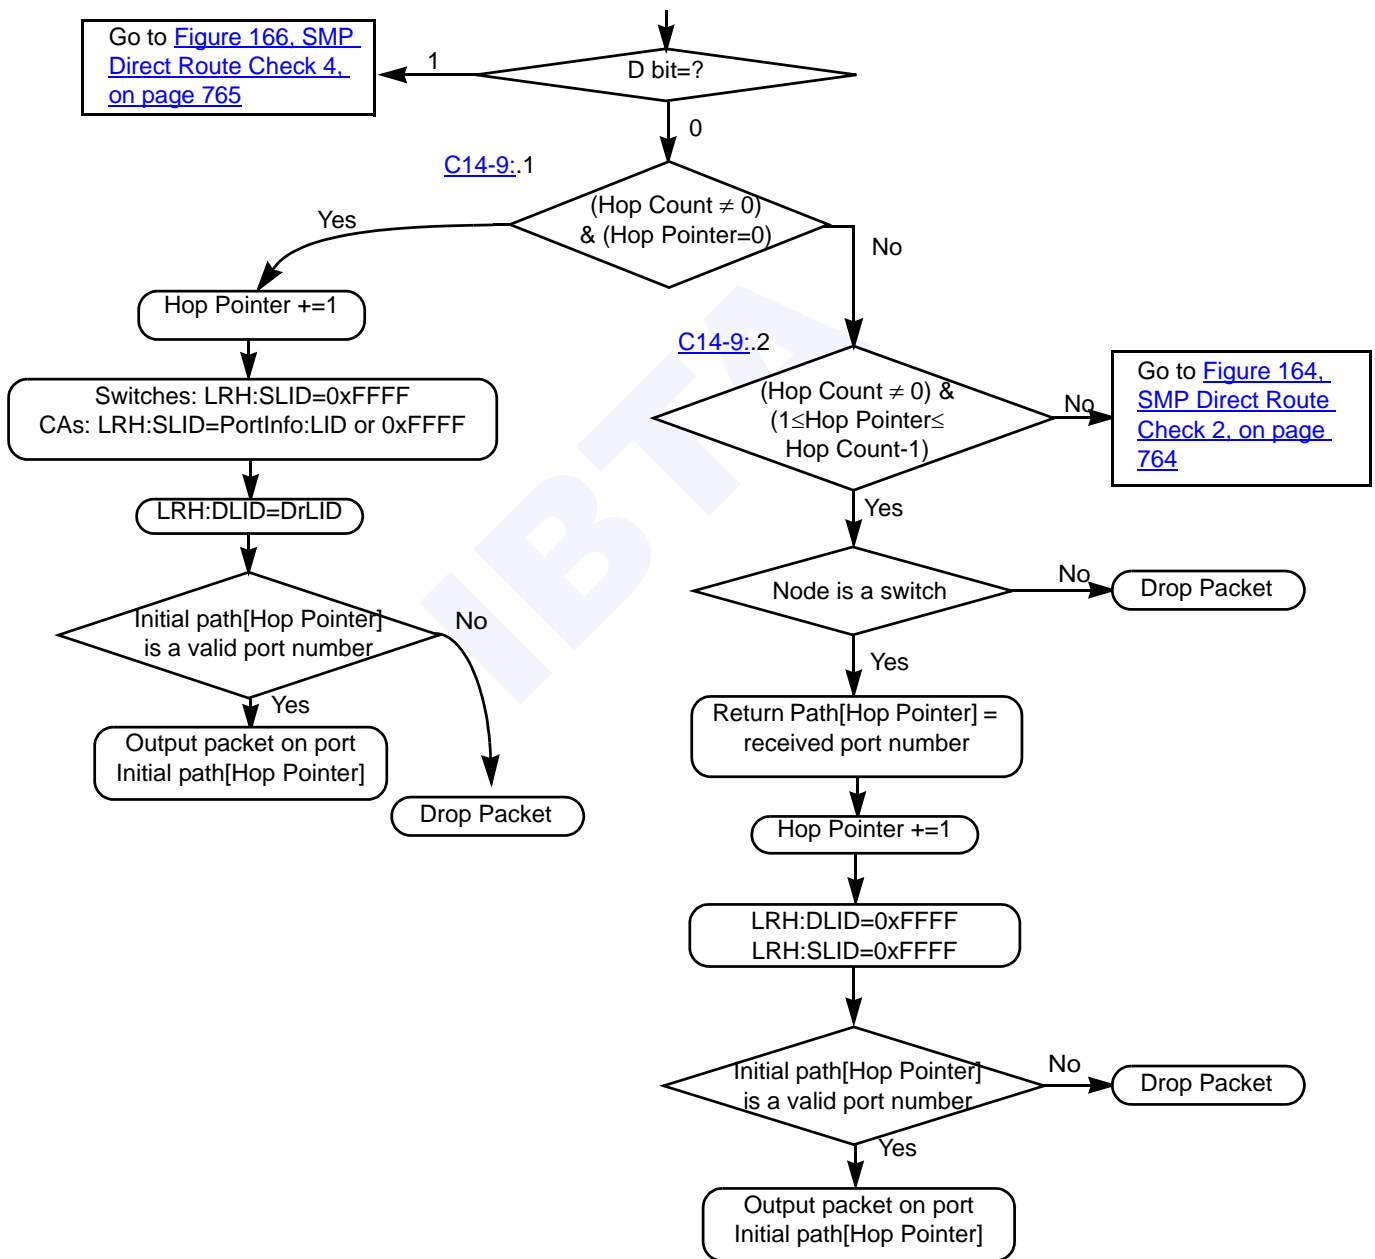 Go to Figure 166, SMP
Direct Route Check 4,
on page 765
1
D bit=?
0
C14-9:.1
(Hop Count ≠ 0)
& (Hop Pointer=0)
Yes
No
Hop Pointer +=1
Switches: LRH:SLID=0xFFFF
CAs: LRH:SLID=PortInfo:LID or 0xFFFF
LRH:DLID=DrLID
Initial path[Hop Pointer]
is a valid port number
No
Yes
Output packet on port
Initial path[Hop Pointer]
Drop Packet
C14-9:.2
(Hop Count ≠ 0) &
(1≤Hop Pointer≤
Hop Count-1)
No
Go to Figure 164,
SMP Direct Route
Check 2, on page
764
Yes
Node is a switch
No
Drop Packet
Yes
Return Path[Hop Pointer] =
received port number
Hop Pointer +=1
LRH:DLID=0xFFFF
LRH:SLID=0xFFFF
Initial path[Hop Pointer]
is a valid port number
No
Drop Packet
Yes
Output packet on port
Initial path[Hop Pointer]
IBTA